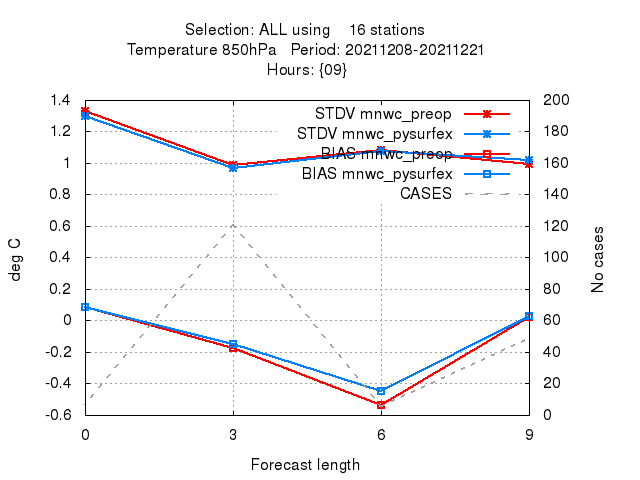 Selection: ALL using    16 stations
Temperature 850hPa   Period: 20211208-20211221
Hours: {09}
1.4
1.2
1
0.8
0.6
0.4
0.2
0
-0.2
-0.4
-0.6
200
180
160
140
120
100
80
60
40
20
0
STDV mnwc_preop
STDV mnwc_pysurfex
BIAS mnwc_preop
BIAS mnwc_pysurfex
CASES
deg C
No cases
0
3
6
9
Forecast length